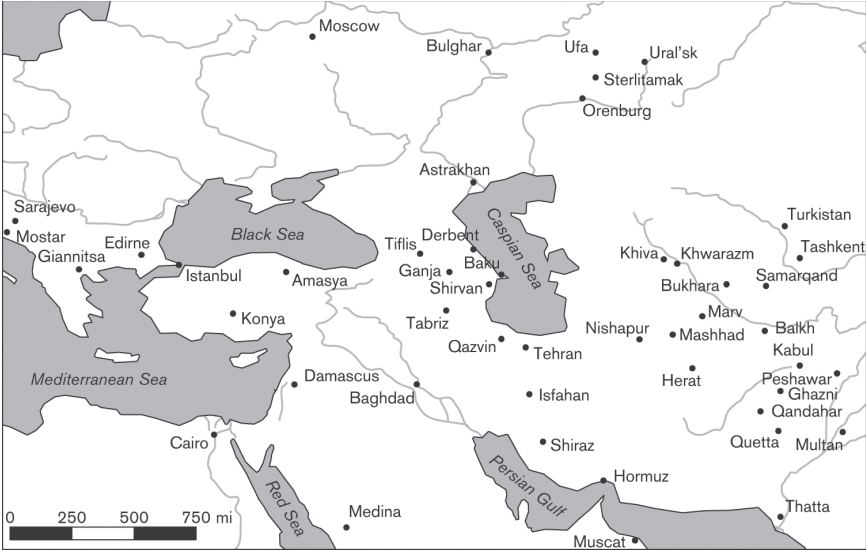 Moscow
Bulghar
Ufa
Ural'sk
Sterlitamak
Orenburg
Astrakhan
Sarajevo
Mostar
Giannitsa
Edirne
Istanbul
Black Sea
Amasya
Konya
Tiflis
Derbent
Ganja
Baku
Shirvan
Tabriz
Caspian Sea
Turkistan
Tashkent
Khiva
Khwarazm
Bukhara
Samarqand
Marv
Nishapur
Mashhad
Balkh
Kabul
Qazvin
Tehran
Herat
Peshawar
Ghazni
Qandahar
Quetta
Multan
Mediterranean Sea
Damascus
Baghdad
Isfahan
Cairo
Shiraz
Persian Gulf
Hormuz
Red Sea
Medina
Muscat
Thatta
0 250 500 750 mi